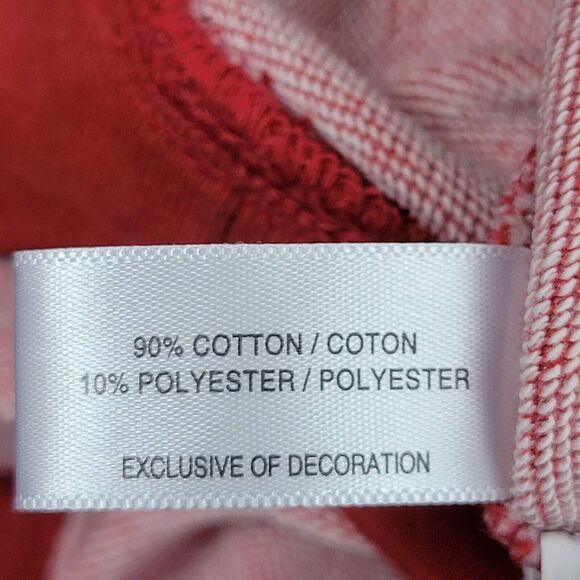 90% COTTON / COTON
10% POLYESTER / POLYESTER
EXCLUSIVE OF DECORATION